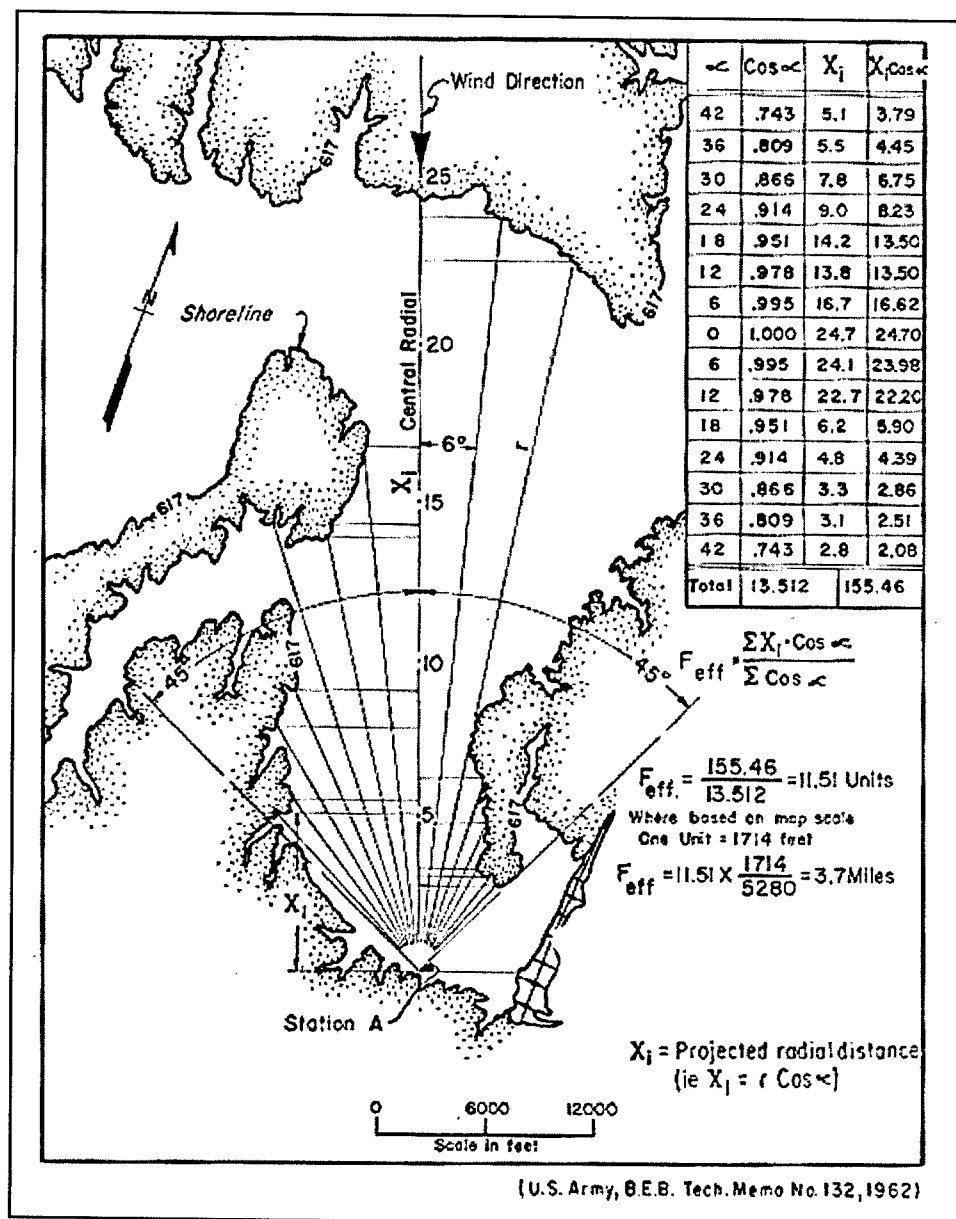 Wind Direction
617
25
N
Shoreline
617
20
Central Radial
6°
r
Xi
617
15
45°
617
10
45°
5
617
Xi
Station A
∝ Cos∝ Xi XiCos∝
42 .743 5.1 3.79
36 .809 5.5 4.45
30 .866 7.8 6.75
24 .914 9.0 8.23
18 .951 14.2 13.50
12 .978 13.8 13.50
6 .995 16.7 16.62
0 1.000 24.7 24.70
6 .995 24.1 23.98
12 .978 22.7 22.20
18 .951 6.2 5.90
24 .914 4.8 4.39
30 .866 3.3 2.86
36 .809 3.1 2.51
42 .743 2.8 2.08
Total 13.512 155.46
Feff = ΣXi·Cos∝ / ΣCos∝
Feff. = 155.46 / 13.512 = 11.51 Units
Where based on map scale
One Unit = 1714 feet
Feff = 11.51 X 1714 / 5280 = 3.7 Miles
Xi = Projected radial distance
(ie Xi = r Cos∝)
0 6000 12000
Scale in feet
(U.S. Army, B.E.B. Tech. Memo No. 132, 1962)